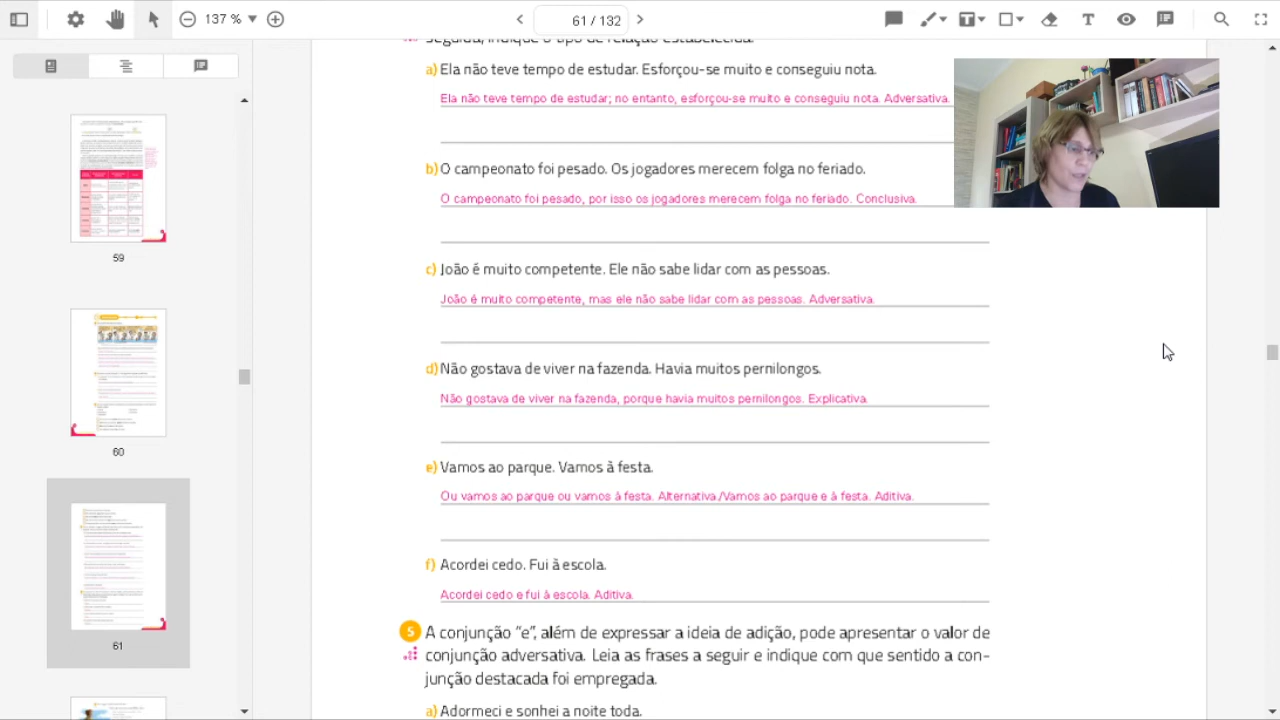 137 %
61 / 132
seguida, indique o tipo de relação estabelecida.
a) Ela não teve tempo de estudar. Esforçou-se muito e conseguiu nota.
Ela não teve tempo de estudar; no entanto, esforçou-se muito e conseguiu nota. Adversativa.
b) O campeonato foi pesado. Os jogadores merecem folga no feriado.
O campeonato foi pesado, por isso os jogadores merecem folga no feriado. Conclusiva.
c) João é muito competente. Ele não sabe lidar com as pessoas.
João é muito competente, mas ele não sabe lidar com as pessoas. Adversativa.
d) Não gostava de viver na fazenda. Havia muitos pernilongos.
Não gostava de viver na fazenda, porque havia muitos pernilongos. Explicativa.
e) Vamos ao parque. Vamos à festa.
Ou vamos ao parque ou vamos à festa. Alternativa./Vamos ao parque e à festa. Aditiva.
f) Acordei cedo. Fui à escola.
Acordei cedo e fui à escola. Aditiva.
5 A conjunção “e”, além de expressar a ideia de adição, pode apresentar o valor de
conjunção adversativa. Leia as frases a seguir e indique com que sentido a con-
junção destacada foi empregada.
a) Adormeci e sonhei a noite toda.
59
60
61